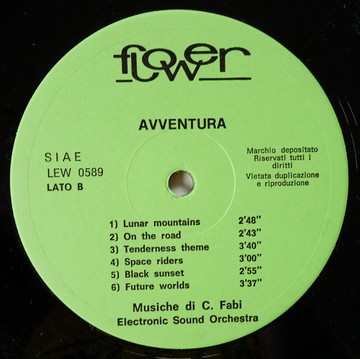 flower
AVVENTURA
SIAE
LEW 0589
LATO B
Marchio depositato
Riservati tutti i
diritti
Vietata duplicazione
e riproduzione
1) Lunar mountains 2'48"
2) On the road 2'43"
3) Tenderness theme 3'40"
4) Space riders 3'00"
5) Black sunset 2'55"
6) Future worlds 3'37"
Musiche di C. Fabi
Electronic Sound Orchestra